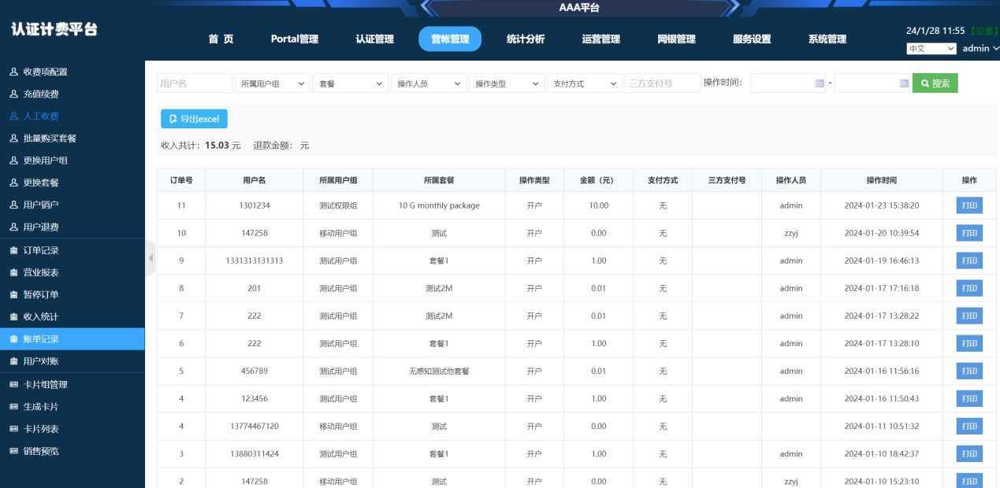 AAA平台
认证计费平台
首 页 Portal管理 认证管理 营帐管理 统计分析 运营管理 网银管理 服务设置 系统管理
24/1/28 11:55 【设置】
中文 admin
收费项配置
充值续费
人工收费
批量购买套餐
更换用户组
更换套餐
用户销户
用户退费
订单记录
营业报表
暂停订单
收入统计
账单记录
用户对账
卡片组管理
生成卡片
卡片列表
销售预览
用户名 所属用户组 套餐 操作人员 操作类型 支付方式 三方支付号 操作时间: - 搜索
导出excel
收入共计: 15.03 元 退款金额: 元
订单号 用户名 所属用户组 所属套餐 操作类型 金额（元） 支付方式 三方支付号 操作人员 操作时间 操作
11 1301234 测试权限组 10 G monthly package 开户 10.00 无 admin 2024-01-23 15:38:20 打印
10 147258 移动用户组 测试 开户 0.00 无 zzyj 2024-01-20 10:39:54 打印
9 1331313131313 测试用户组 套餐1 开户 1.00 无 admin 2024-01-19 16:46:13 打印
8 201 测试用户组 测试2M 开户 0.01 无 admin 2024-01-17 17:16:18 打印
7 222 测试用户组 测试2M 开户 0.01 无 admin 2024-01-17 13:28:22 打印
6 222 测试用户组 套餐1 开户 1.00 无 admin 2024-01-17 13:28:10 打印
5 456789 测试用户组 无感知测试他套餐 开户 0.01 无 admin 2024-01-16 11:56:16 打印
4 123456 测试用户组 套餐1 开户 1.00 无 admin 2024-01-16 11:50:43 打印
4 13774467120 移动用户组 测试 开户 0.00 无 2024-01-11 10:51:32 打印
3 13880311424 测试用户组 套餐1 开户 1.00 无 admin 2024-01-10 18:42:37 打印
2 147258 移动用户组 测试 开户 0.00 无 zzyj 2024-01-10 15:23:10 打印